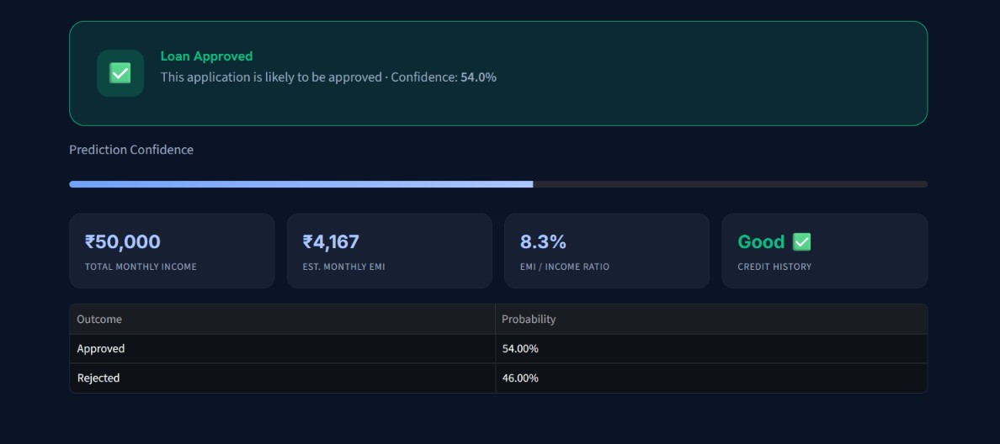 Loan Approved
This application is likely to be approved · Confidence: 54.0%
Prediction Confidence
₹50,000
TOTAL MONTHLY INCOME
₹4,167
EST. MONTHLY EMI
8.3%
EMI / INCOME RATIO
Good ✅
CREDIT HISTORY
Outcome Probability
Approved 54.00%
Rejected 46.00%